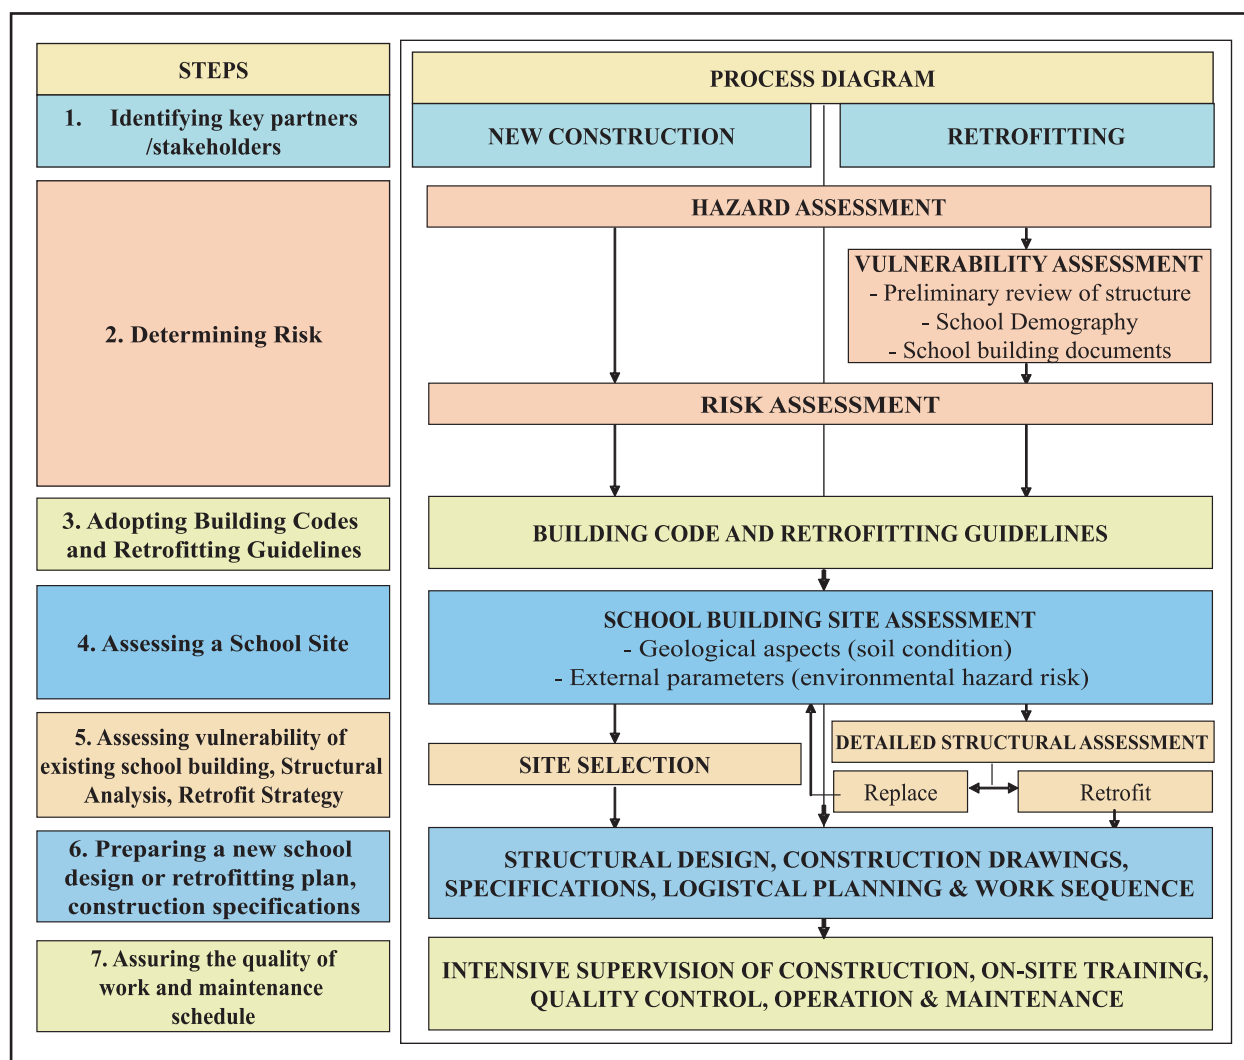 STEPS
1. Identifying key partners
/stakeholders
2. Determining Risk
3. Adopting Building Codes
and Retrofitting Guidelines
4. Assessing a School Site
5. Assessing vulnerability of
existing school building, Structural
Analysis, Retrofit Strategy
6. Preparing a new school
design or retrofitting plan,
construction specifications
7. Assuring the quality of
work and maintenance
schedule
PROCESS DIAGRAM
NEW CONSTRUCTION
RETROFITTING
HAZARD ASSESSMENT
VULNERABILITY ASSESSMENT
- Preliminary review of structure
- School Demography
- School building documents
RISK ASSESSMENT
BUILDING CODE AND RETROFITTING GUIDELINES
SCHOOL BUILDING SITE ASSESSMENT
- Geological aspects (soil condition)
- External parameters (environmental hazard risk)
SITE SELECTION
DETAILED STRUCTURAL ASSESSMENT
Replace
Retrofit
STRUCTURAL DESIGN, CONSTRUCTION DRAWINGS,
SPECIFICATIONS, LOGISTCAL PLANNING & WORK SEQUENCE
INTENSIVE SUPERVISION OF CONSTRUCTION, ON-SITE TRAINING,
QUALITY CONTROL, OPERATION & MAINTENANCE